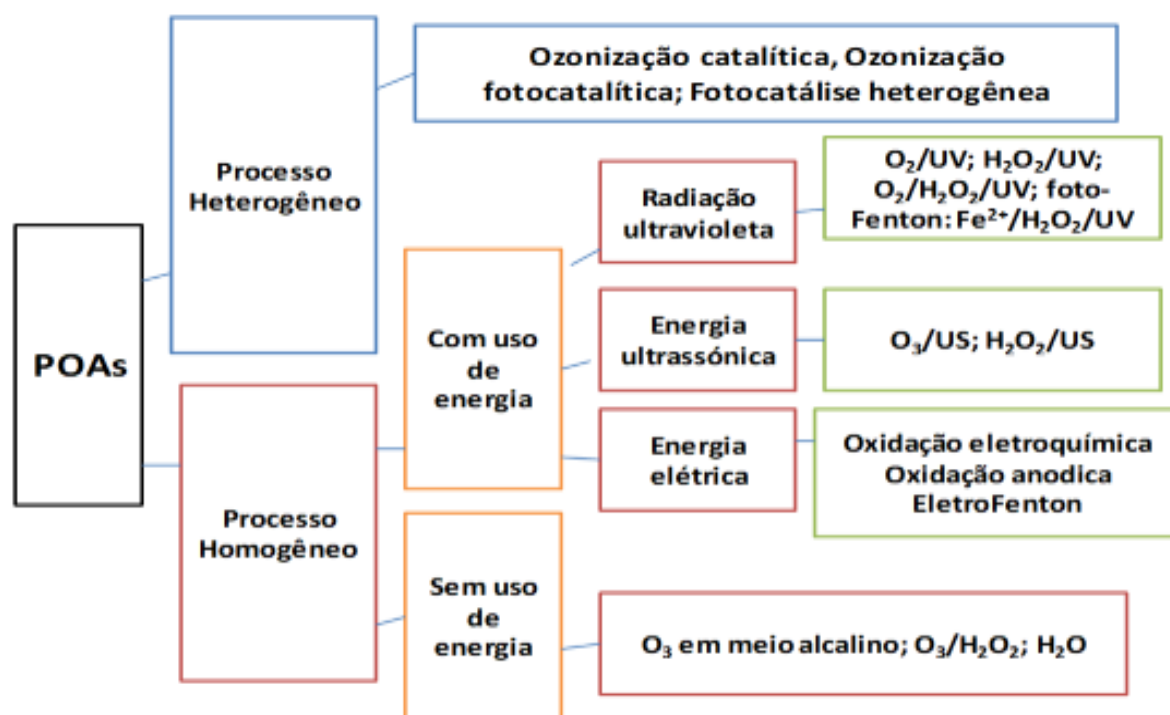 POAs
Processo
Heterogêneo
Ozonização catalítica, Ozonização
fotocatalítica; Fotocatálise heterogênea
Processo
Homogêneo
Com uso
de
energia
Radiação
ultravioleta
O₂/UV; H₂O₂/UV;
O₂/H₂O₂/UV; foto-
Fenton: Fe²⁺/H₂O₂/UV
Energia
ultrassónica
O₃/US; H₂O₂/US
Energia
elétrica
Oxidação eletroquímica
Oxidação anodica
EletroFenton
Sem uso
de
energia
O₃ em meio alcalino; O₃/H₂O₂; H₂O